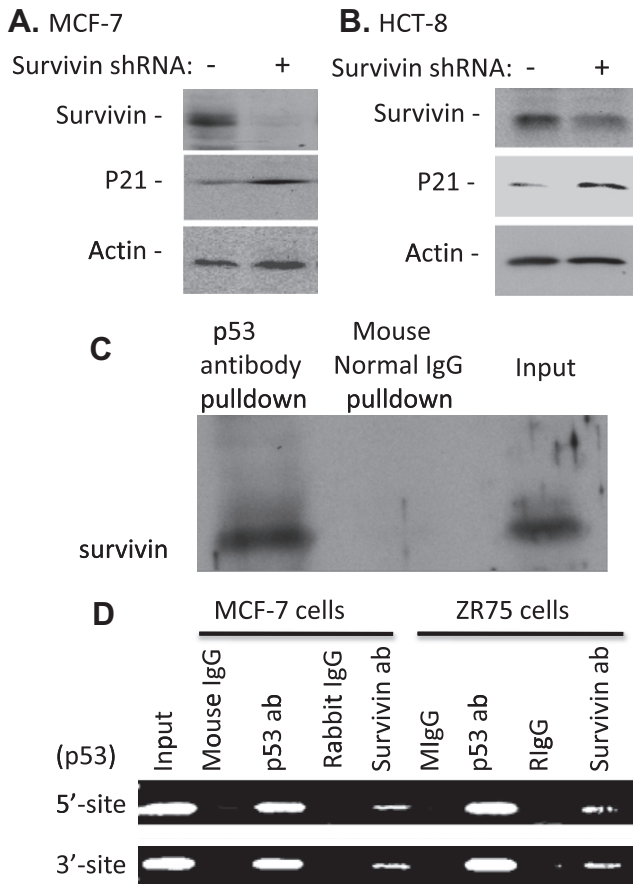 A. MCF-7
Survivin shRNA: - +
Survivin -
P21 -
Actin -
B. HCT-8
Survivin shRNA: - +
Survivin -
P21 -
Actin -
C
p53 antibody pulldown
Mouse Normal IgG pulldown
Input
survivin
D
MCF-7 cells
ZR75 cells
(p53)
Input
Mouse IgG
p53 ab
Rabbit IgG
Survivin ab
MIgG
p53 ab
RIgG
Survivin ab
5’-site
3’-site